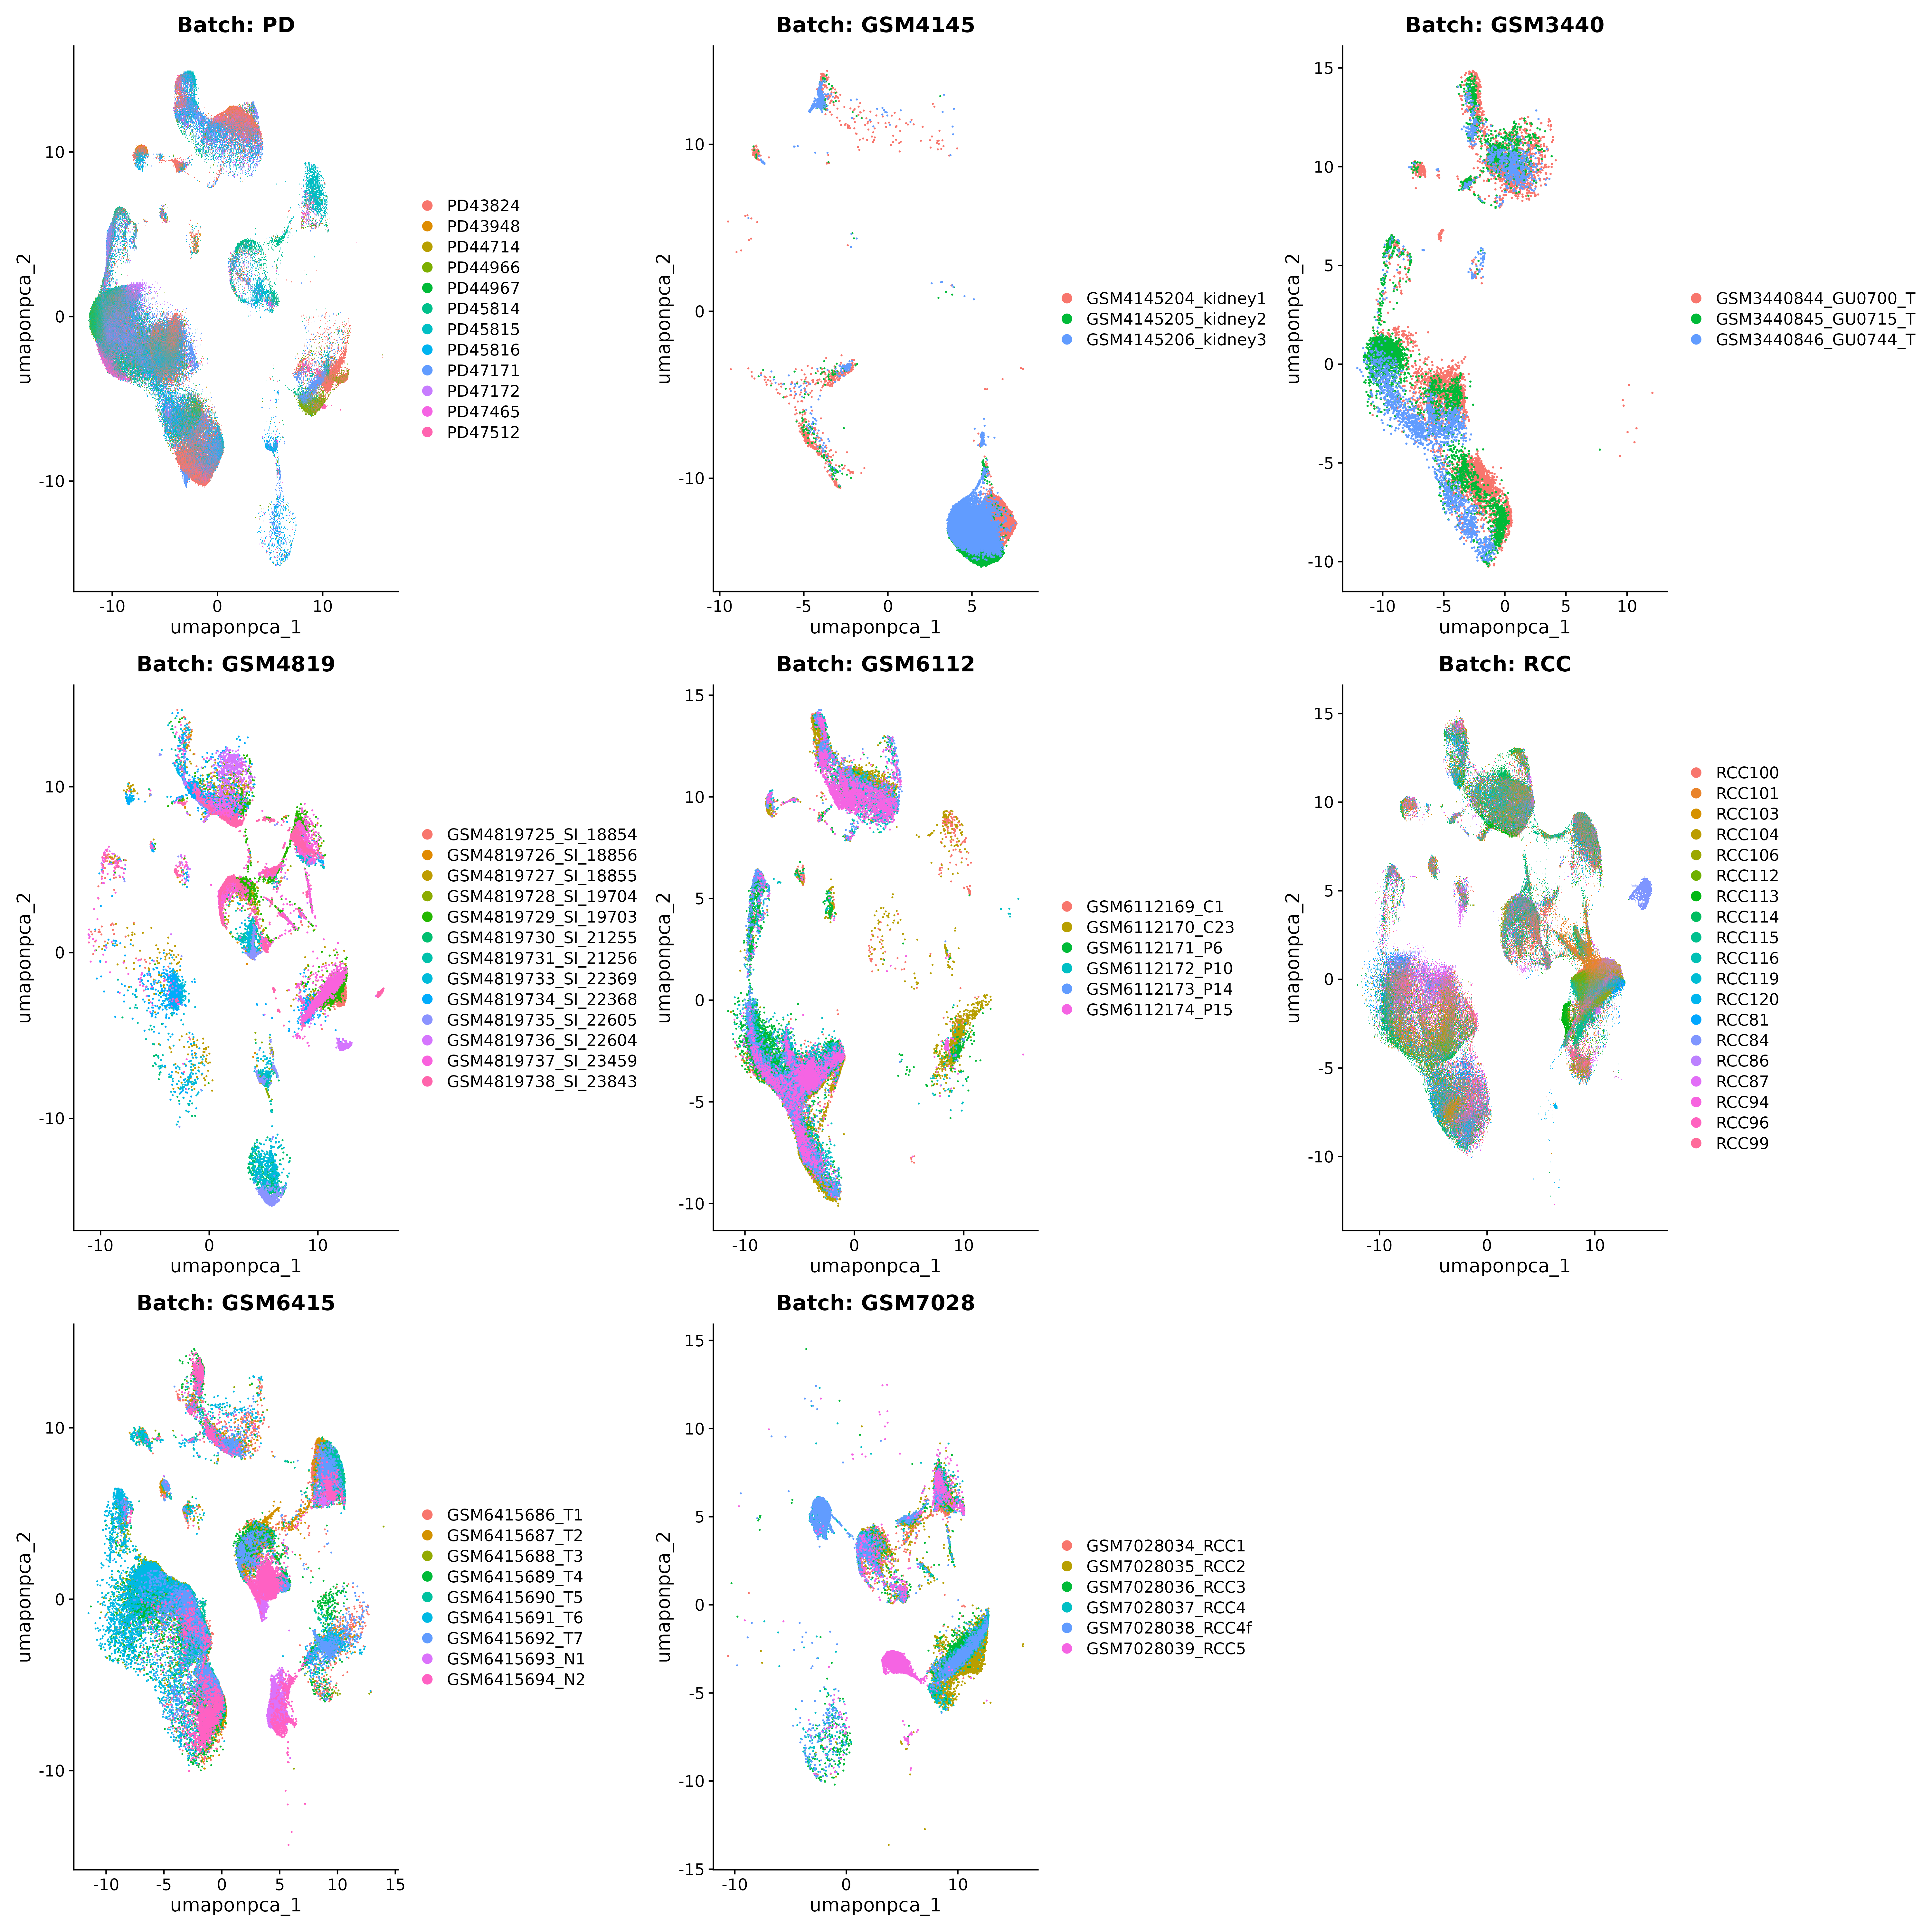 Batch: PD
umaponpca_2
10
0
-10
-10
0
10
umaponpca_1
PD43824
PD43948
PD44714
PD44966
PD44967
PD45814
PD45815
PD45816
PD47171
PD47172
PD47465
PD47512
Batch: GSM4145
umaponpca_2
10
0
-10
-10
-5
0
5
umaponpca_1
GSM4145204_kidney1
GSM4145205_kidney2
GSM4145206_kidney3
Batch: GSM3440
umaponpca_2
15
10
5
0
-5
-10
-10
-5
0
5
10
umaponpca_1
GSM3440844_GU0700_T
GSM3440845_GU0715_T
GSM3440846_GU0744_T
Batch: GSM4819
umaponpca_2
10
0
-10
-10
0
10
umaponpca_1
GSM4819725_SI_18854
GSM4819726_SI_18856
GSM4819727_SI_18855
GSM4819728_SI_19704
GSM4819729_SI_19703
GSM4819730_SI_21255
GSM4819731_SI_21256
GSM4819733_SI_22369
GSM4819734_SI_22368
GSM4819735_SI_22605
GSM4819736_SI_22604
GSM4819737_SI_23459
GSM4819738_SI_23843
Batch: GSM6112
umaponpca_2
15
10
5
0
-5
-10
-10
0
10
umaponpca_1
GSM6112169_C1
GSM6112170_C23
GSM6112171_P6
GSM6112172_P10
GSM6112173_P14
GSM6112174_P15
Batch: RCC
umaponpca_2
15
10
5
0
-5
-10
-10
0
10
umaponpca_1
RCC100
RCC101
RCC103
RCC104
RCC106
RCC112
RCC113
RCC114
RCC115
RCC116
RCC119
RCC120
RCC81
RCC84
RCC86
RCC87
RCC94
RCC96
RCC99
Batch: GSM6415
umaponpca_2
10
0
-10
-10
-5
0
5
10
15
umaponpca_1
GSM6415686_T1
GSM6415687_T2
GSM6415688_T3
GSM6415689_T4
GSM6415690_T5
GSM6415691_T6
GSM6415692_T7
GSM6415693_N1
GSM6415694_N2
Batch: GSM7028
umaponpca_2
15
10
5
0
-5
-10
-15
-10
0
10
umaponpca_1
GSM7028034_RCC1
GSM7028035_RCC2
GSM7028036_RCC3
GSM7028037_RCC4
GSM7028038_RCC4f
GSM7028039_RCC5